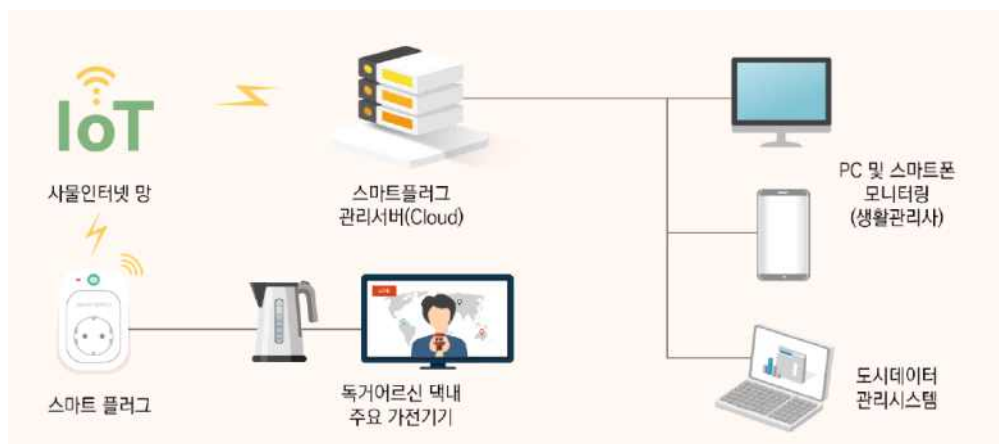 IoT
사물인터넷 망
스마트플러그
관리서버(Cloud)
PC 및 스마트폰
모니터링
(생활관리사)
스마트 플러그
독거어르신 댁내
주요 가전기기
도시데이터
관리시스템